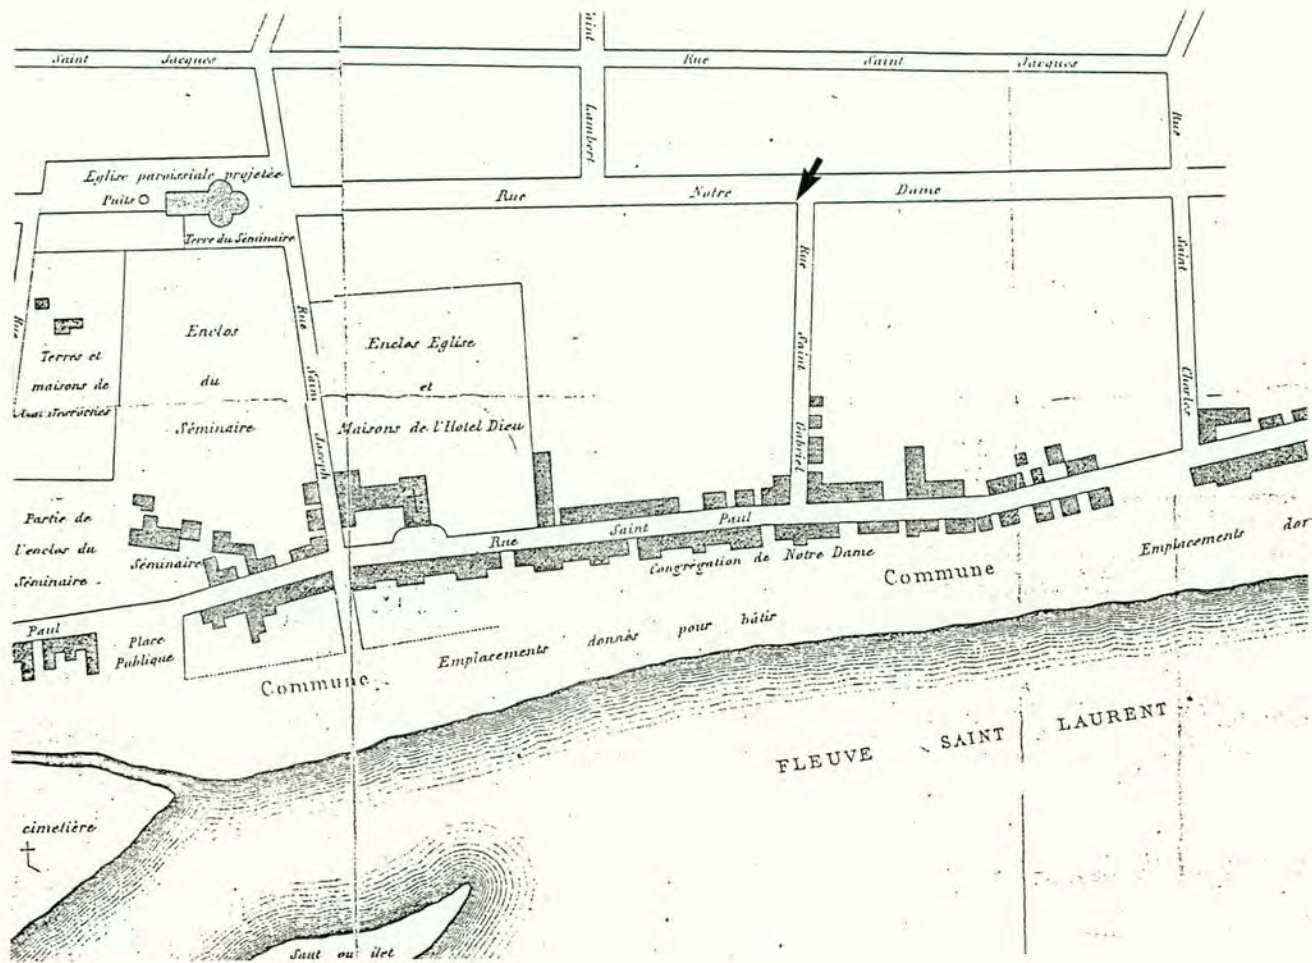 Saint Jacques
Rue Saint Jacques
Saint
Lambert
Rue
Eglise paroissiale projetée
Puits
Terre du Séminaire
Rue Notre Dame
Rue Saint Gabriel
Saint Charles
Rue
Terres et
maisons de
Enclos
du
Séminaire
Rue Saint Joseph
Enclos Eglise
et
Maisons de l'Hotel Dieu
Partie de
l'enclos du
Séminaire
Séminaire
Rue Saint Paul
Congrégation de Notre Dame
Commune
Emplacements don
Paul
Place
Publique
Emplacements donnés pour bâtir
Commune
FLEUVE SAINT LAURENT
cimetière
Saut ou ilet